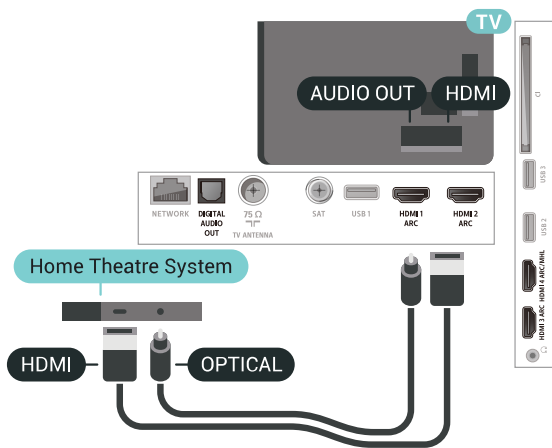 TV
AUDIO OUT
HDMI
CI
USB 3
USB 2
HDMI 4 ARC/MHL
HDMI 3 ARC
NETWORK
DIGITAL
AUDIO
OUT
75 Ω
TV ANTENNA
SAT
USB 1
HDMI 1
ARC
HDMI 2
ARC
Home Theatre System
HDMI
OPTICAL